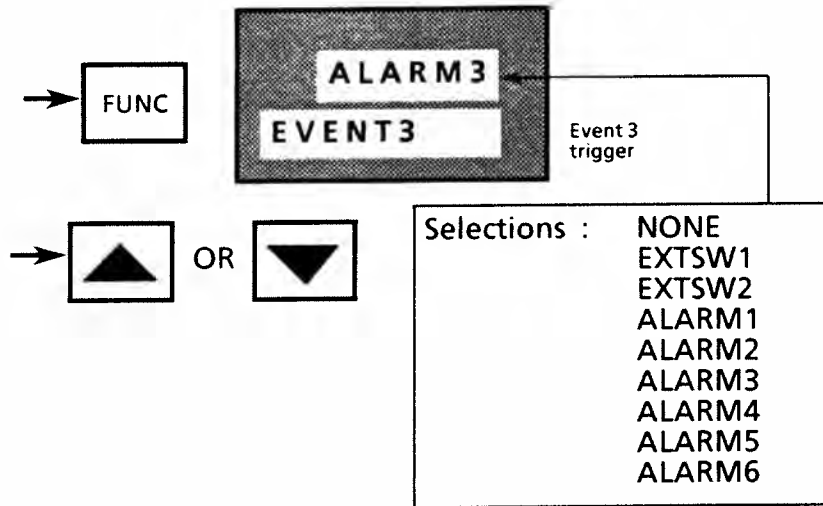 FUNC
ALARM3
EVENT3
Event 3
trigger
OR
Selections : NONE
EXTSW1
EXTSW2
ALARM1
ALARM2
ALARM3
ALARM4
ALARM5
ALARM6